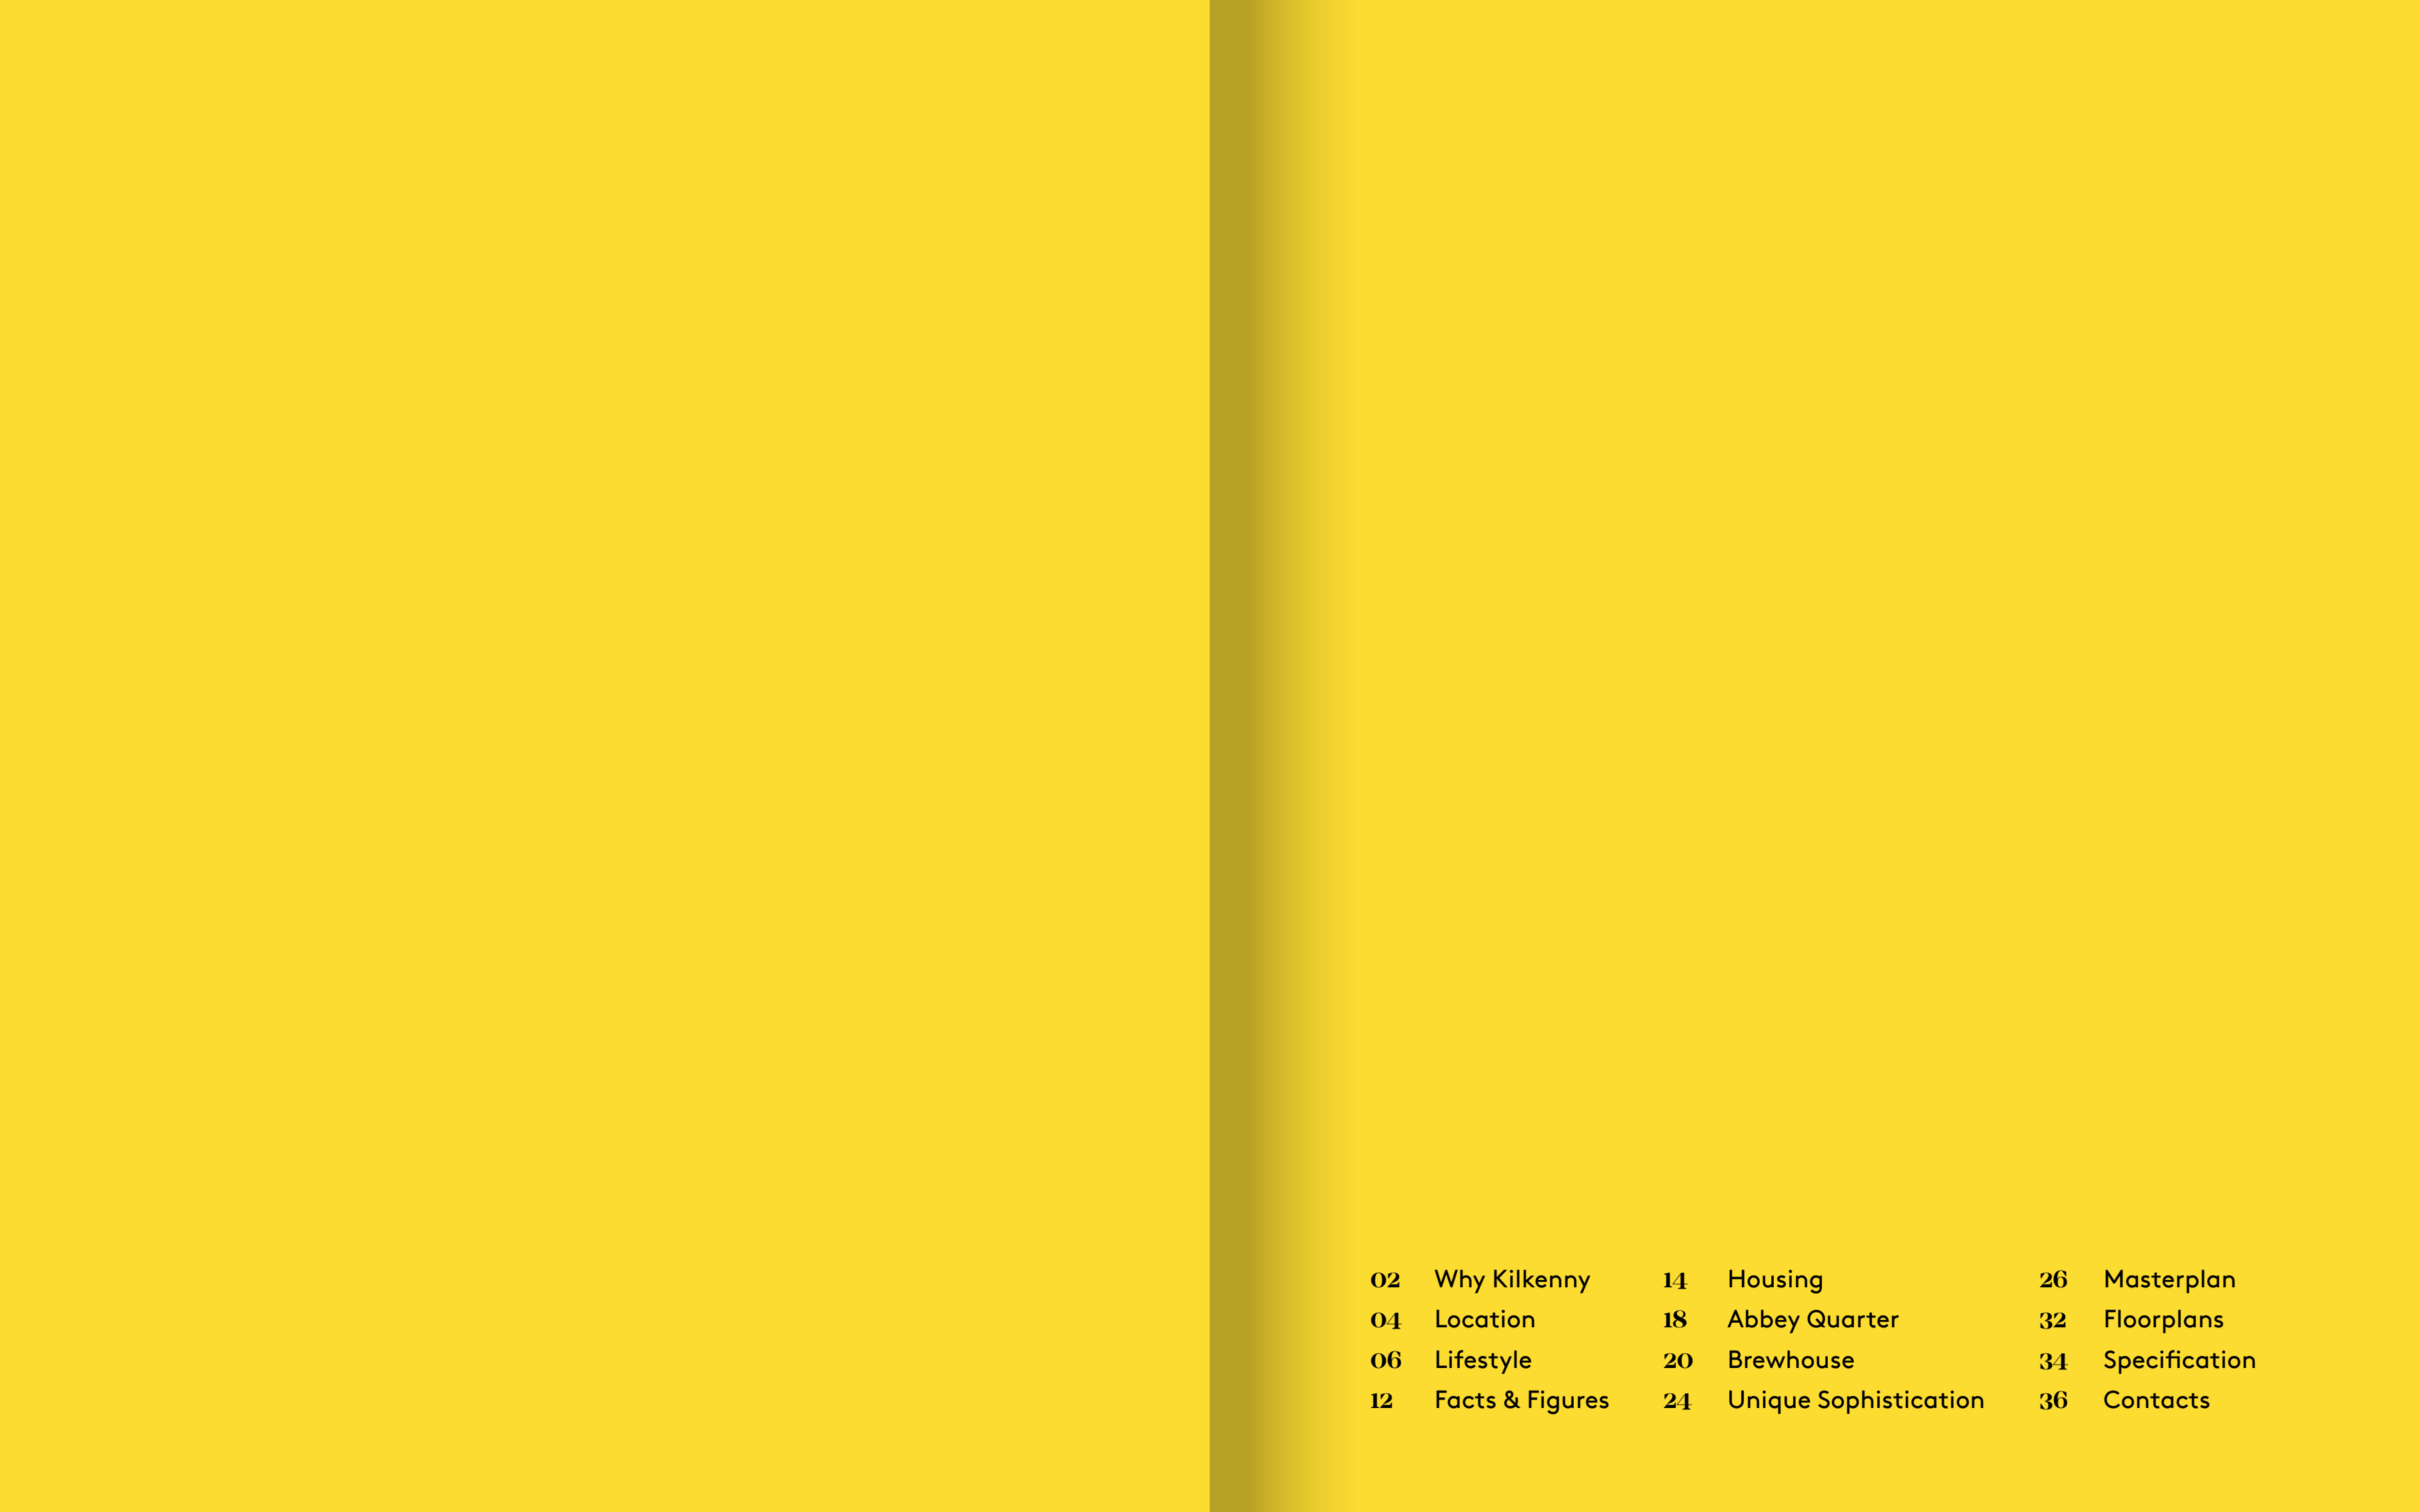 02 Why Kilkenny
04 Location
06 Lifestyle
12 Facts & Figures
14 Housing
18 Abbey Quarter
20 Brewhouse
24 Unique Sophistication
26 Masterplan
32 Floorplans
34 Specification
36 Contacts